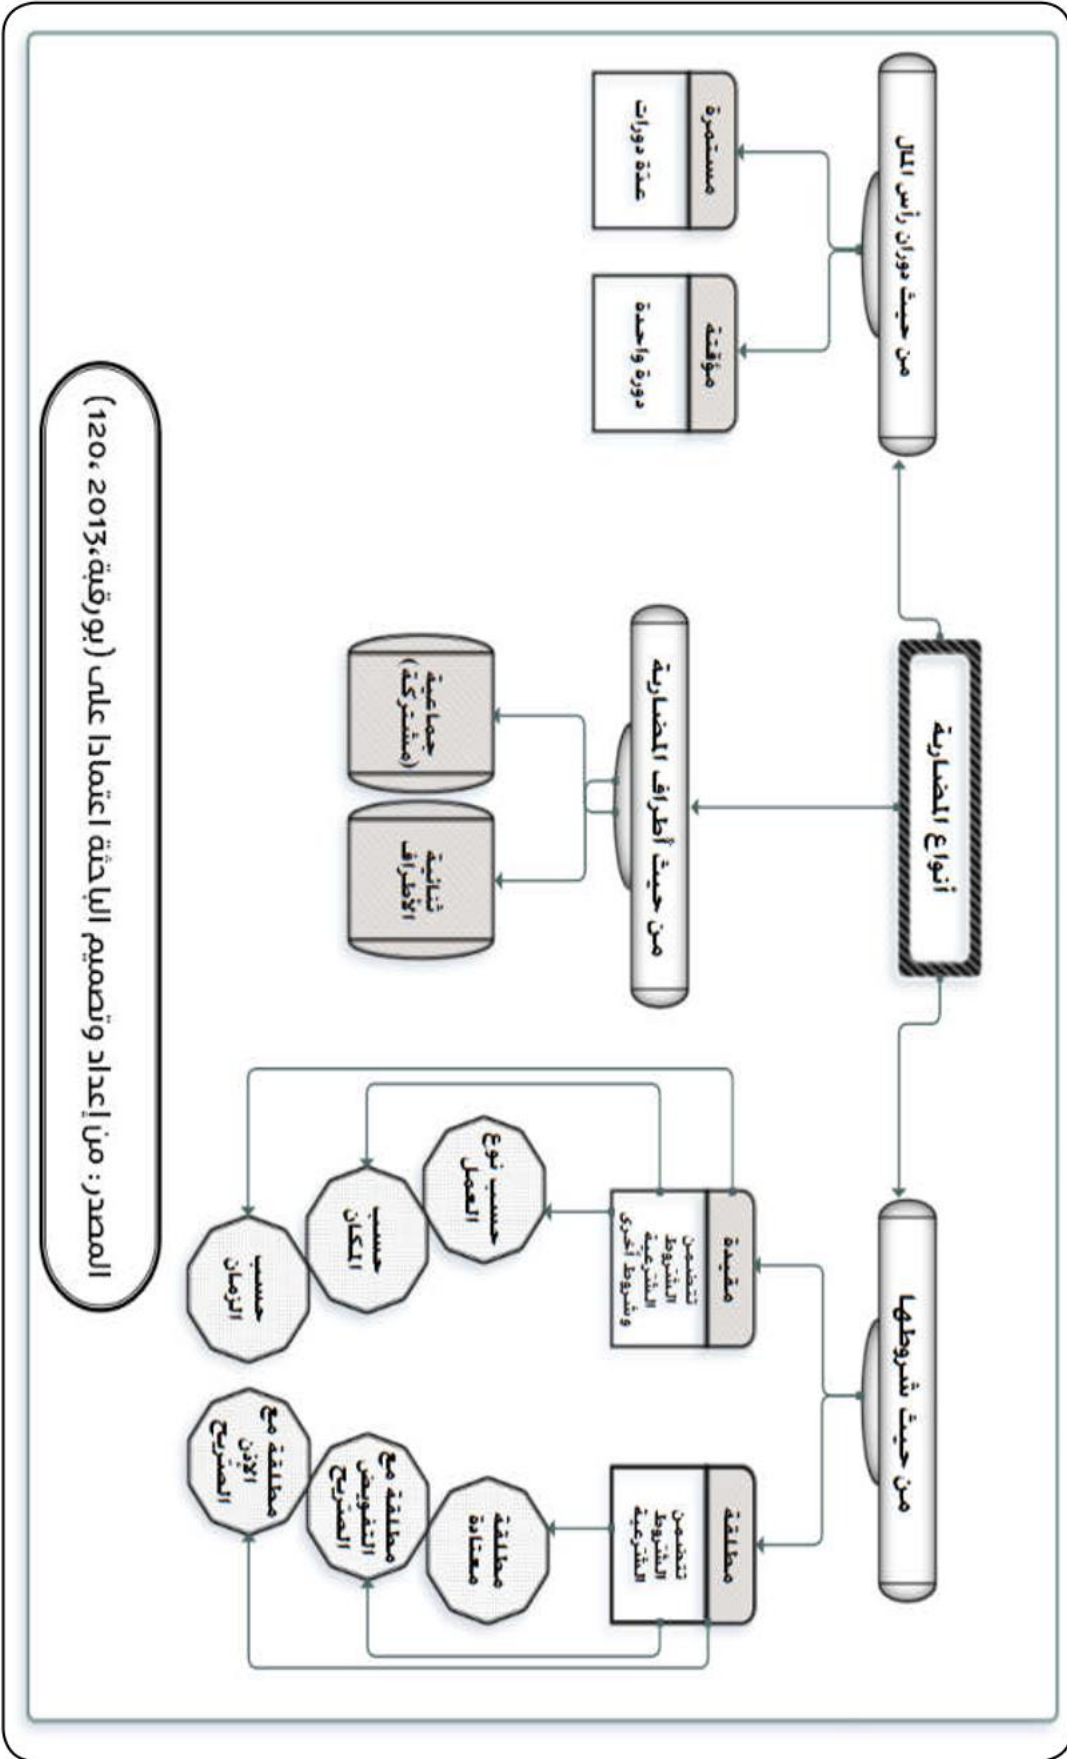 أنواع المضاربة
من حيث شروطها
مطلقة
تتضمن
الشروط
الشرعية
مطلقة
معتادة
مطلقة مع
التفويض
الصريح
مطلقة مع
الإذن
الصريح
مقيدة
تتضمن
الشروط
الشرعية
وشروط أخرى
حسب نوع
العمل
حسب
المكان
حسب
الزمان
من حيث أطراف المضاربة
ثنائية
الأطراف
جماعية
(مشتركة)
من حيث دوران رأس المال
مؤقتة
دورة واحدة
مستمرة
عدّة دورات
المصدر: من إعداد وتصميم الباحثة اعتمادا على (بورقبة،2013 ،120)